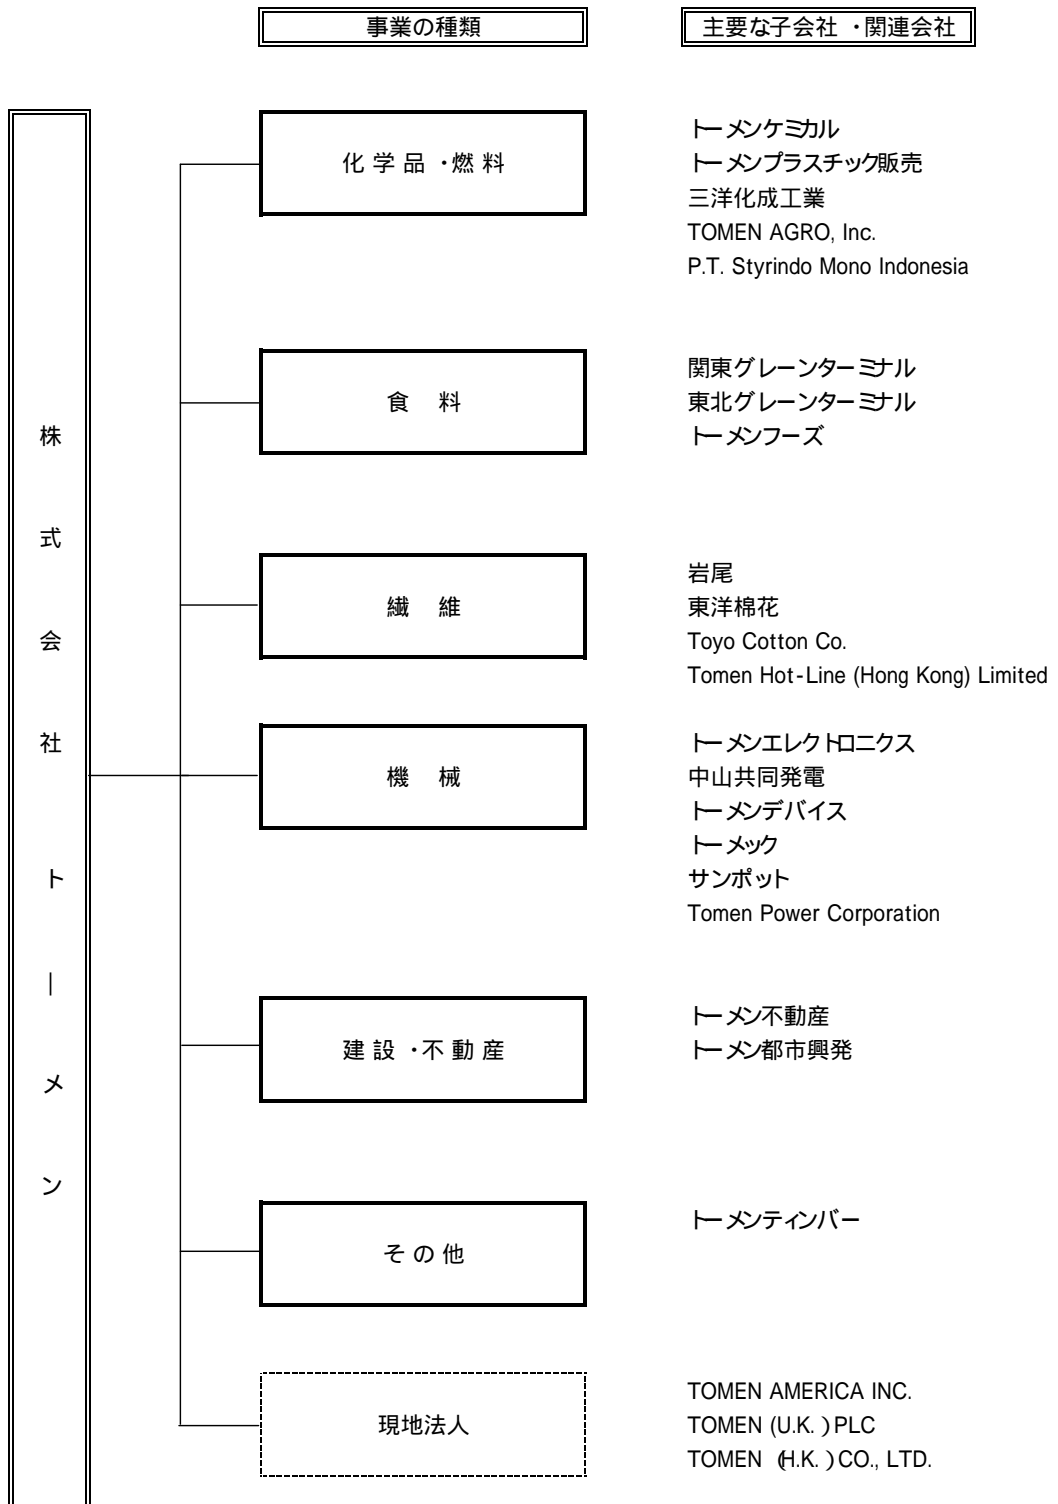 事業の種類
主要な子会社・関連会社
株式会社トーメン
化学品・燃料
トーメンケミカル
トーメンプラスチック販売
三洋化成工業
TOMEN AGRO, Inc.
P.T. Styrindo Mono Indonesia
食 料
関東グレーンターミナル
東北グレーンターミナル
トーメンフーズ
繊 維
岩尾
東洋棉花
Toyo Cotton Co.
Tomen Hot-Line (Hong Kong) Limited
機 械
トーメンエレクトロニクス
中山共同発電
トーメンデバイス
トーメック
サンポット
Tomen Power Corporation
建設・不動産
トーメン不動産
トーメン都市興発
その他
トーメンティンバー
現地法人
TOMEN AMERICA INC.
TOMEN (U.K.) PLC
TOMEN (H.K.) CO., LTD.